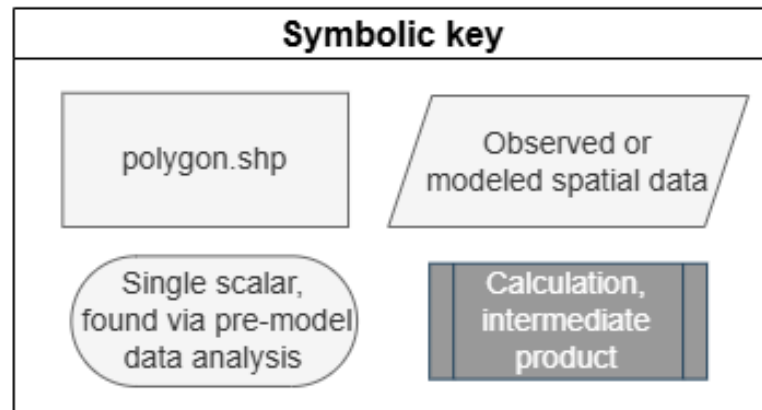 Symbolic key
polygon.shp
Observed or
modeled spatial data
Single scalar,
found via pre-model
data analysis
Calculation,
intermediate
product